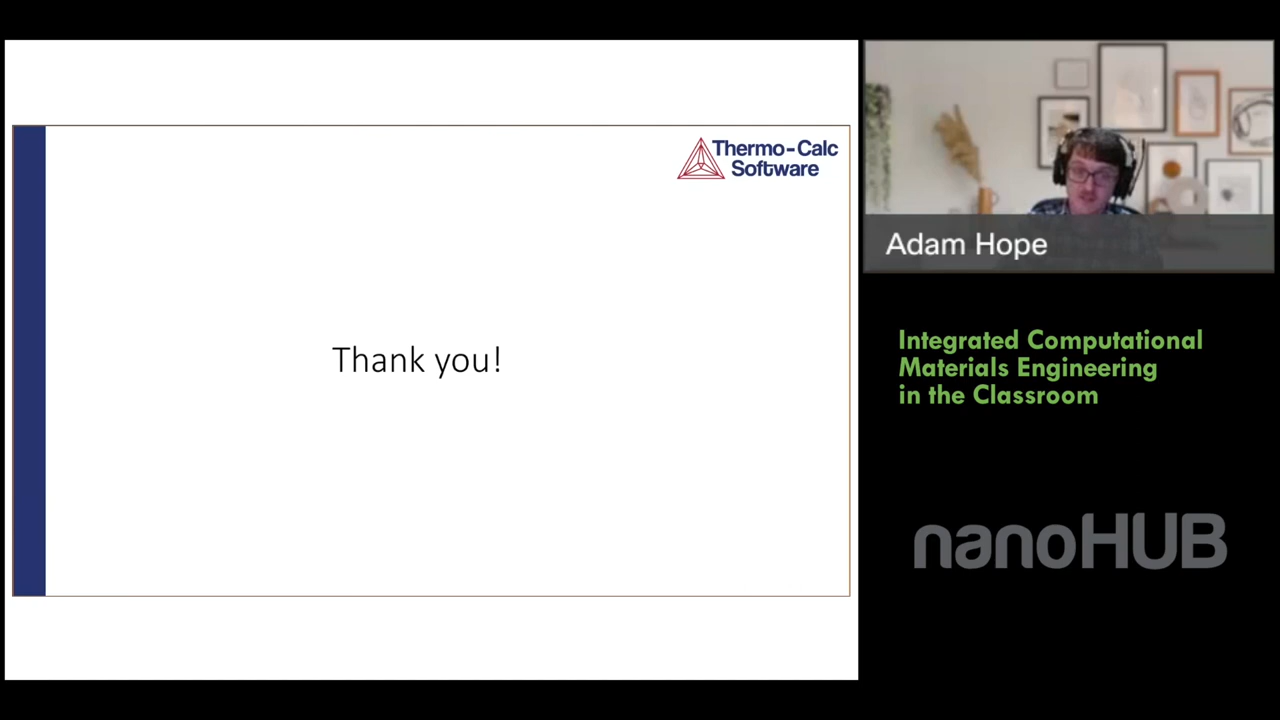 Thermo-Calc
Software
Thank you!
Adam Hope
Integrated Computational
Materials Engineering
in the Classroom
nanoHUB